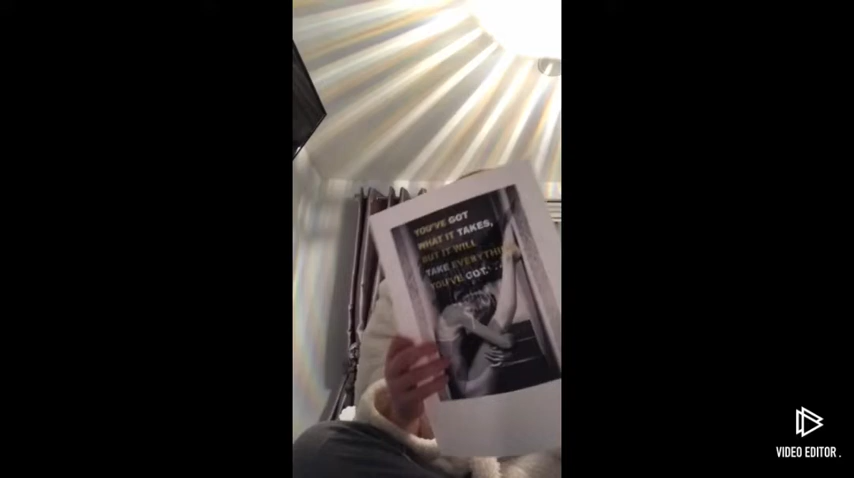 YOU'VE GOT
WHAT IT TAKES,
BUT IT WILL
TAKE EVERYTHING
YOU'VE GOT.
VIDEO EDITOR .